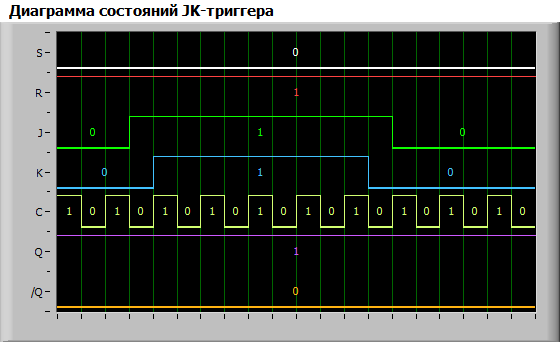 Диаграмма состояний JK-триггера
S 0
R 1
J 0 1 0
K 0 1 0
C 1 0 1 0 1 0 1 0 1 0 1 0 1 0 1 0 1 0 1 0
Q 1
/Q 0